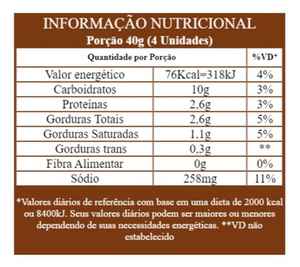 INFORMAÇÃO NUTRICIONAL
Porção 40g (4 Unidades)
Quantidade por Porção %VD*
Valor energético 76Kcal=318kJ 4%
Carboidratos 10g 3%
Proteínas 2,6g 3%
Gorduras Totais 2,6g 5%
Gorduras Saturadas 1,1g 5%
Gorduras trans 0,3g **
Fibra Alimentar 0g 0%
Sódio 258mg 11%
*Valores diários de referência com base em uma dieta de 2000 kcal
ou 8400kJ. Seus valores diários podem ser maiores ou menores
dependendo de suas necessidades energéticas. **VD não
estabelecido